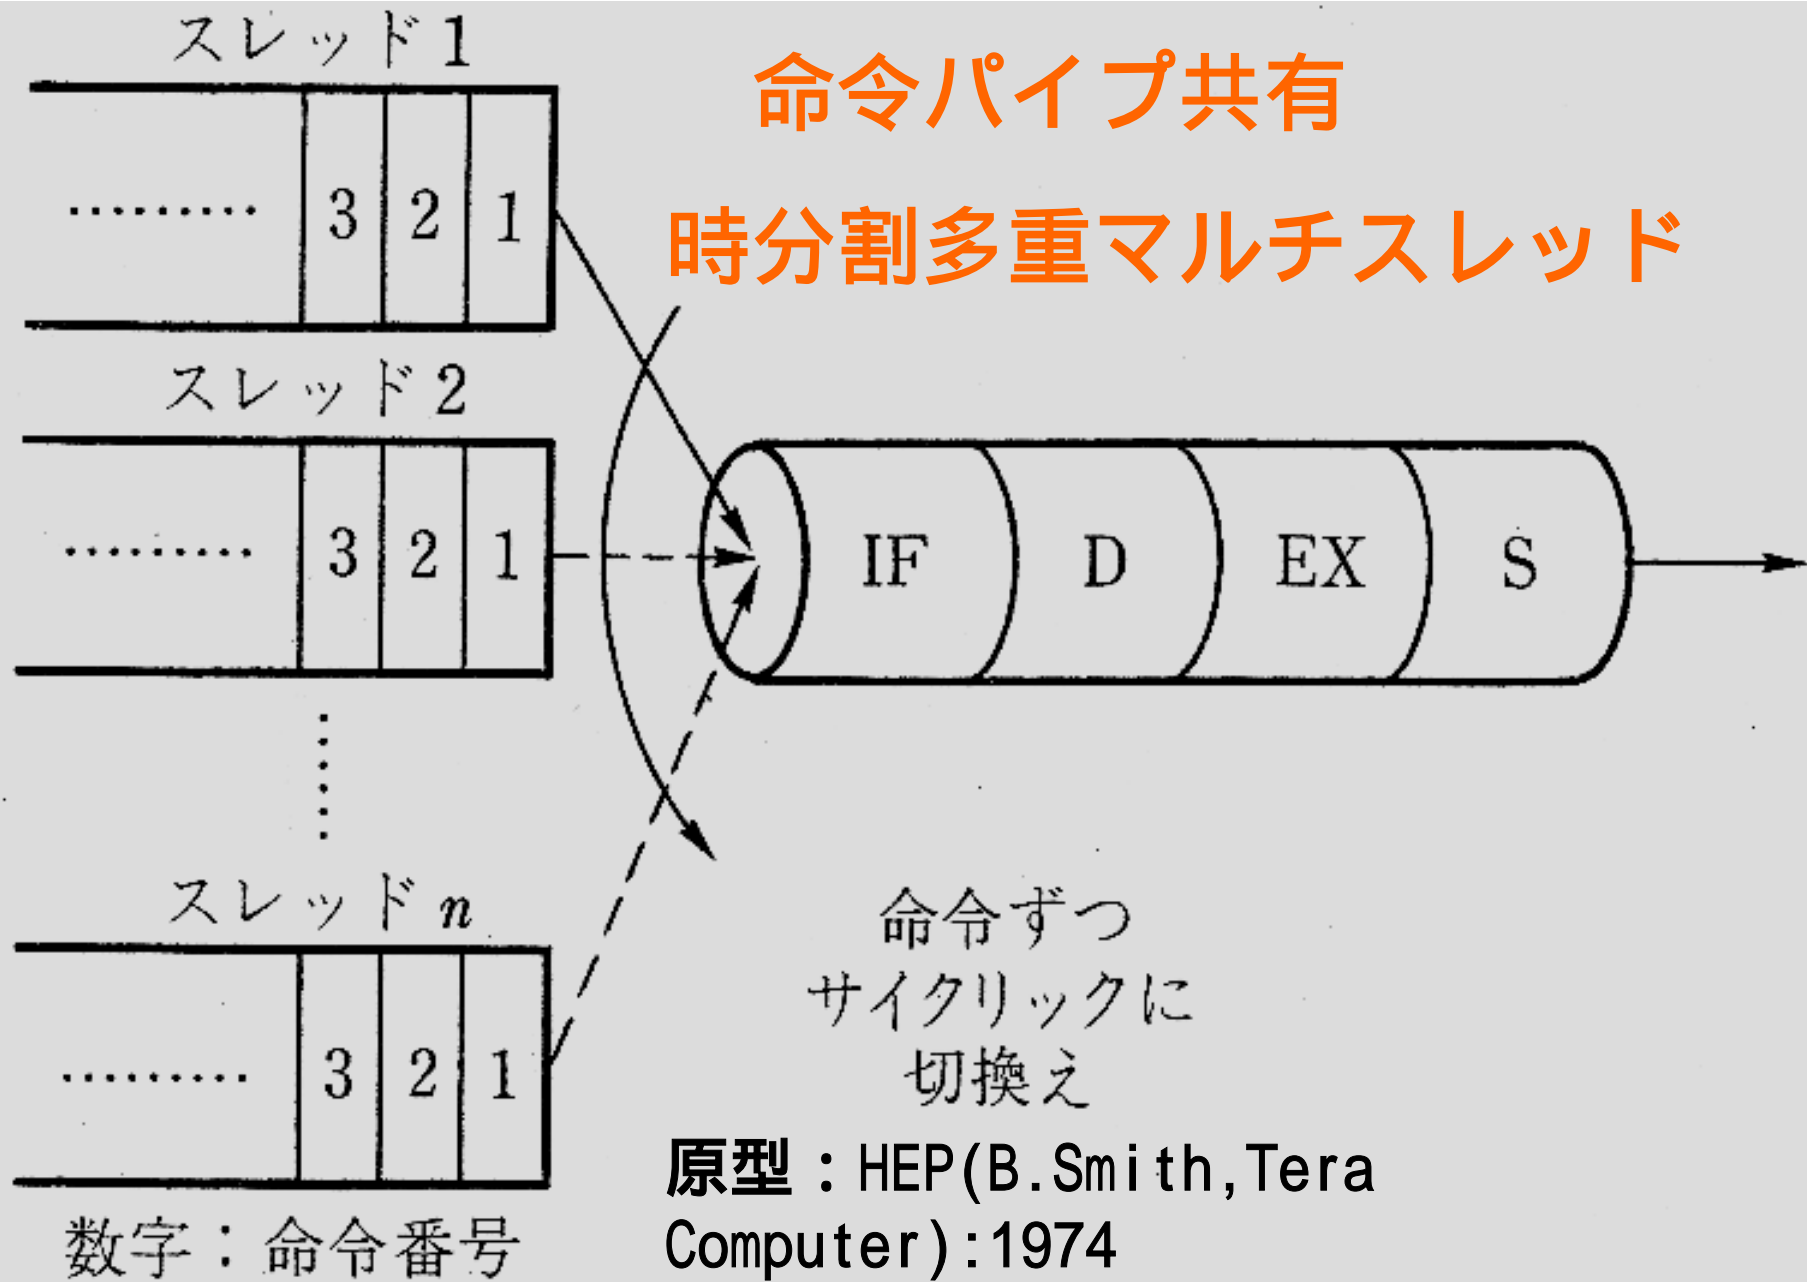 スレッド1
命令パイプ共有
時分割多重マルチスレッド
……… 3 2 1
スレッド2
……… 3 2 1
IF D EX S
スレッドn
……… 3 2 1
命令ずつ
サイクリックに
切換え
数字：命令番号
原型：HEP(B.Smith,Tera
Computer):1974